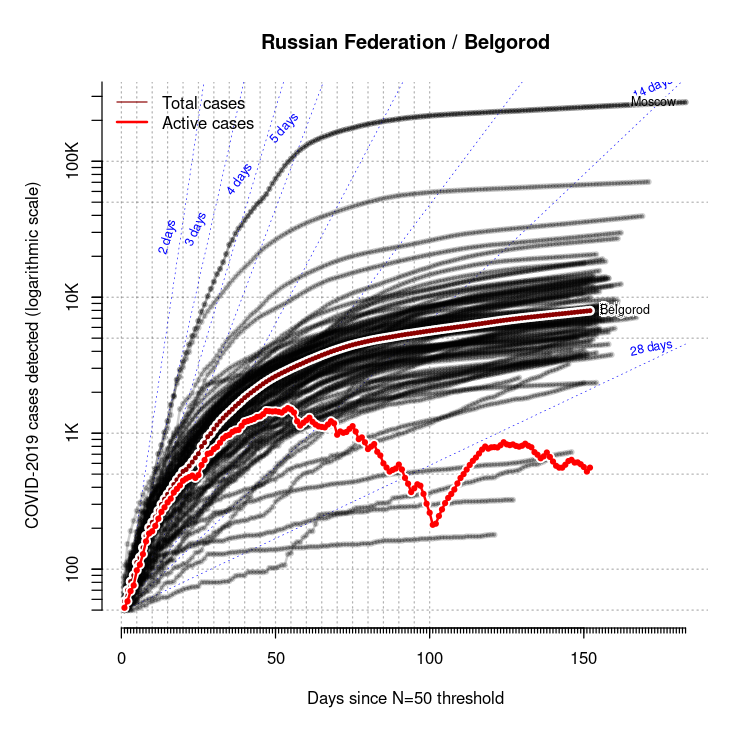 Russian Federation / Belgorod
Total cases
Active cases
2 days
3 days
4 days
5 days
14 days
28 days
Moscow
Belgorod
COVID-2019 cases detected (logarithmic scale)
100K
10K
1K
100
0
50
100
150
Days since N=50 threshold